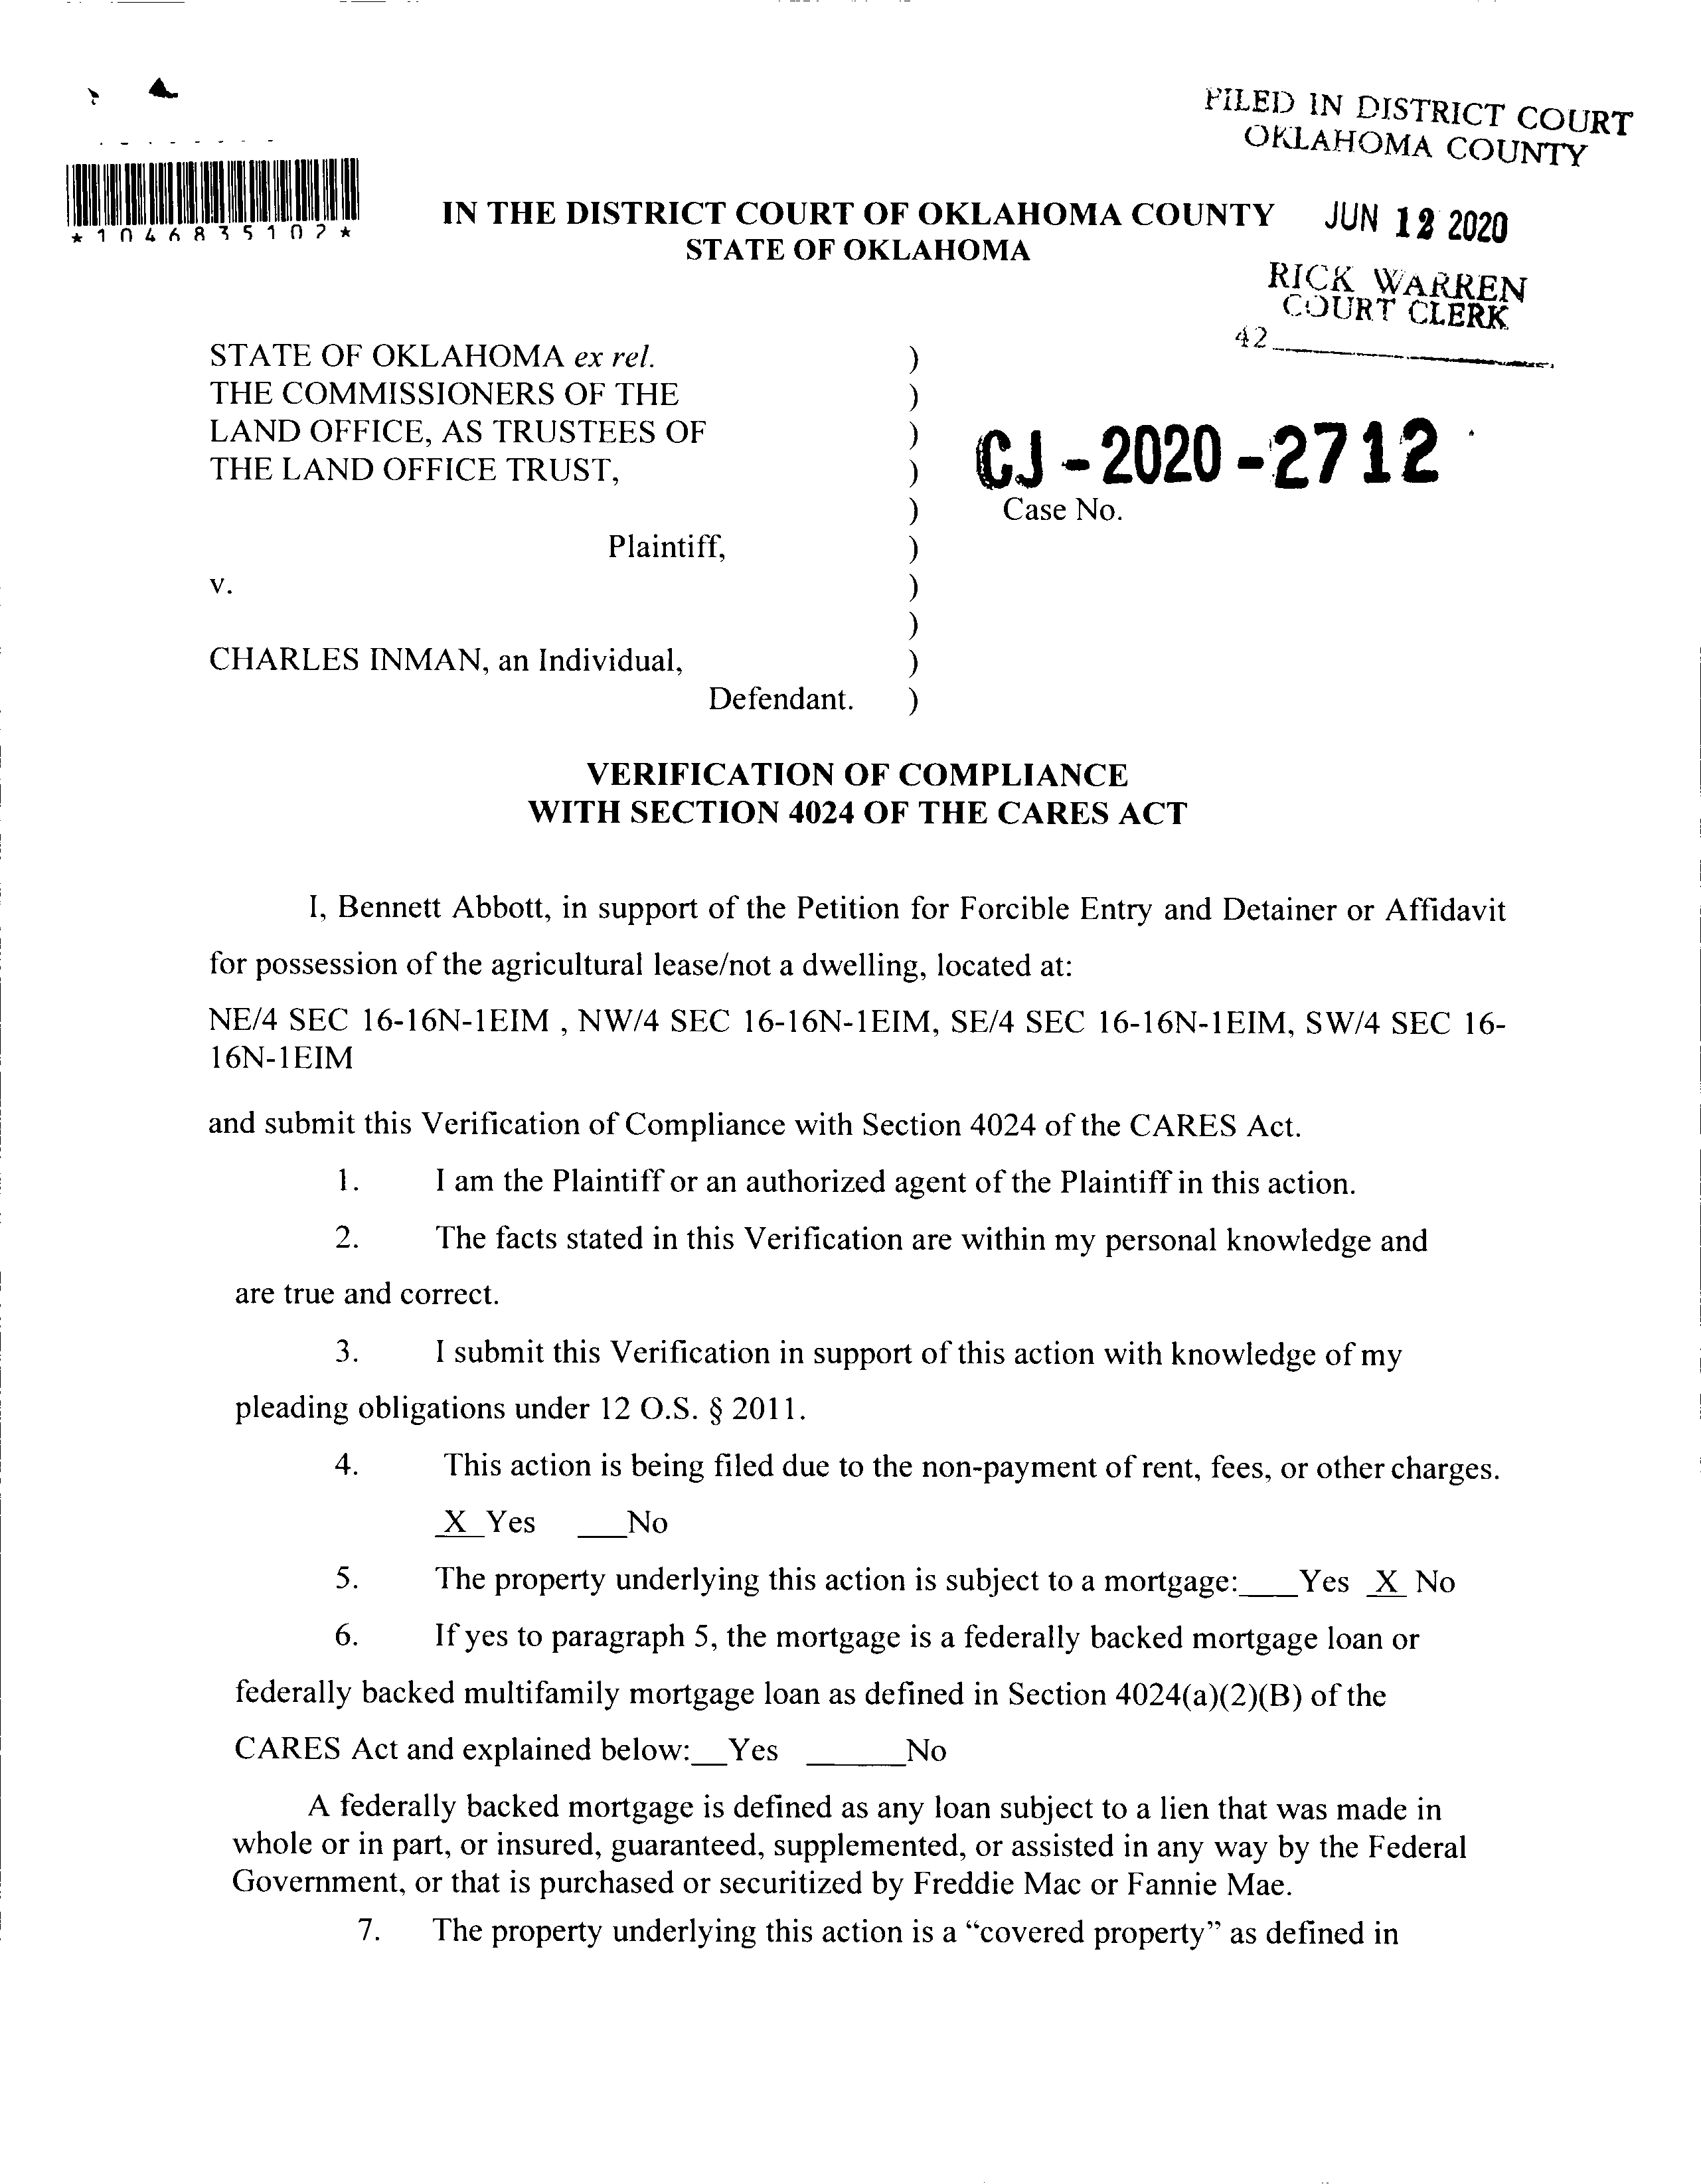 FILED IN DISTRICT COURT
OKLAHOMA COUNTY
*1046835102*
IN THE DISTRICT COURT OF OKLAHOMA COUNTY
STATE OF OKLAHOMA
JUN 12 2020
RICK WARREN
COURT CLERK
42
STATE OF OKLAHOMA ex rel. )
THE COMMISSIONERS OF THE )
LAND OFFICE, AS TRUSTEES OF )
THE LAND OFFICE TRUST, )
CJ-2020-2712
) Case No.
Plaintiff, )
v. )
)
CHARLES INMAN, an Individual, )
Defendant. )
VERIFICATION OF COMPLIANCE
WITH SECTION 4024 OF THE CARES ACT
I, Bennett Abbott, in support of the Petition for Forcible Entry and Detainer or Affidavit
for possession of the agricultural lease/not a dwelling, located at:
NE/4 SEC 16-16N-1EIM , NW/4 SEC 16-16N-1EIM, SE/4 SEC 16-16N-1EIM, SW/4 SEC 16-
16N-1EIM
and submit this Verification of Compliance with Section 4024 of the CARES Act.
1. I am the Plaintiff or an authorized agent of the Plaintiff in this action.
2. The facts stated in this Verification are within my personal knowledge and
are true and correct.
3. I submit this Verification in support of this action with knowledge of my
pleading obligations under 12 O.S. § 2011.
4. This action is being filed due to the non-payment of rent, fees, or other charges.
_X_Yes ___No
5. The property underlying this action is subject to a mortgage:____Yes _X_ No
6. If yes to paragraph 5, the mortgage is a federally backed mortgage loan or
federally backed multifamily mortgage loan as defined in Section 4024(a)(2)(B) of the
CARES Act and explained below:__Yes ______No
A federally backed mortgage is defined as any loan subject to a lien that was made in
whole or in part, or insured, guaranteed, supplemented, or assisted in any way by the Federal
Government, or that is purchased or securitized by Freddie Mac or Fannie Mae.
7. The property underlying this action is a “covered property” as defined in